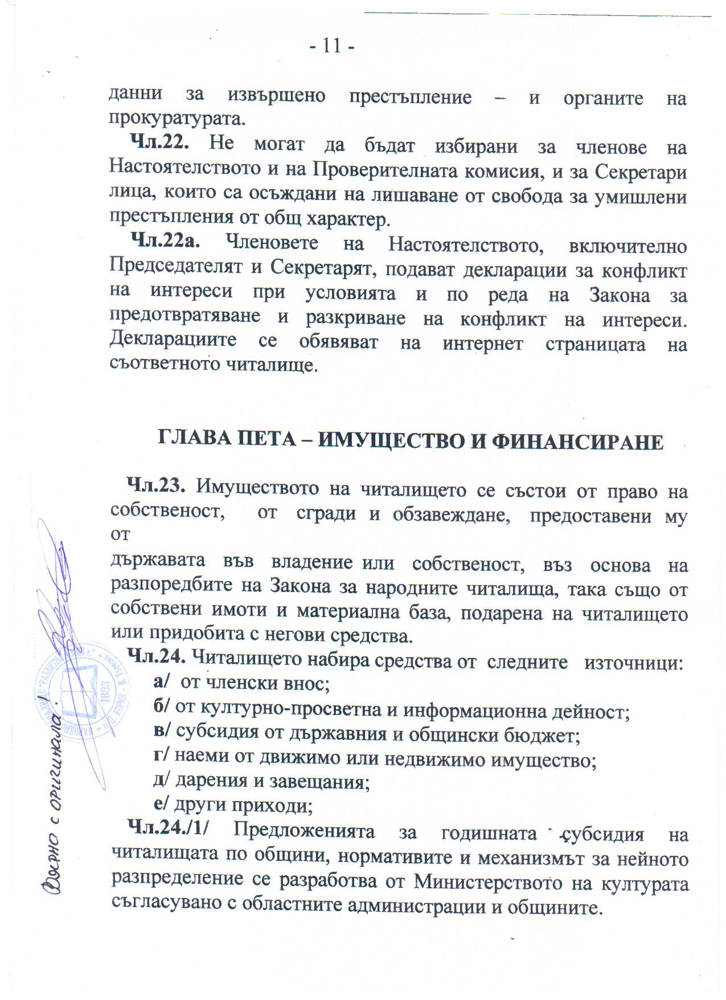 - 11 -
данни за извършено престъпление – и органите на
прокуратурата.
Чл.22. Не могат да бъдат избирани за членове на
Настоятелството и на Проверителната комисия, и за Секретари
лица, които са осъждани на лишаване от свобода за умишлени
престъпления от общ характер.
Чл.22а. Членовете на Настоятелството, включително
Председателят и Секретарят, подават декларации за конфликт
на интереси при условията и по реда на Закона за
предотвратяване и разкриване на конфликт на интереси.
Декларациите се обявяват на интернет страницата на
съответното читалище.
ГЛАВА ПЕТА – ИМУЩЕСТВО И ФИНАНСИРАНЕ
Чл.23. Имуществото на читалището се състои от право на
собственост, от сгради и обзавеждане, предоставени му
от
държавата във владение или собственост, въз основа на
разпоредбите на Закона за народните читалища, така също от
собствени имоти и материална база, подарена на читалището
или придобита с негови средства.
Чл.24. Читалището набира средства от следните източници:
а/ от членски внос;
б/ от културно-просветна и информационна дейност;
в/ субсидия от държавния и общински бюджет;
г/ наеми от движимо или недвижимо имущество;
д/ дарения и завещания;
е/ други приходи;
Чл.24./1/ Предложенията за годишната субсидия на
читалищата по общини, нормативите и механизмът за нейното
разпределение се разработва от Министерството на културата
съгласувано с областните администрации и общините.
Вярно с оригинала!
1883